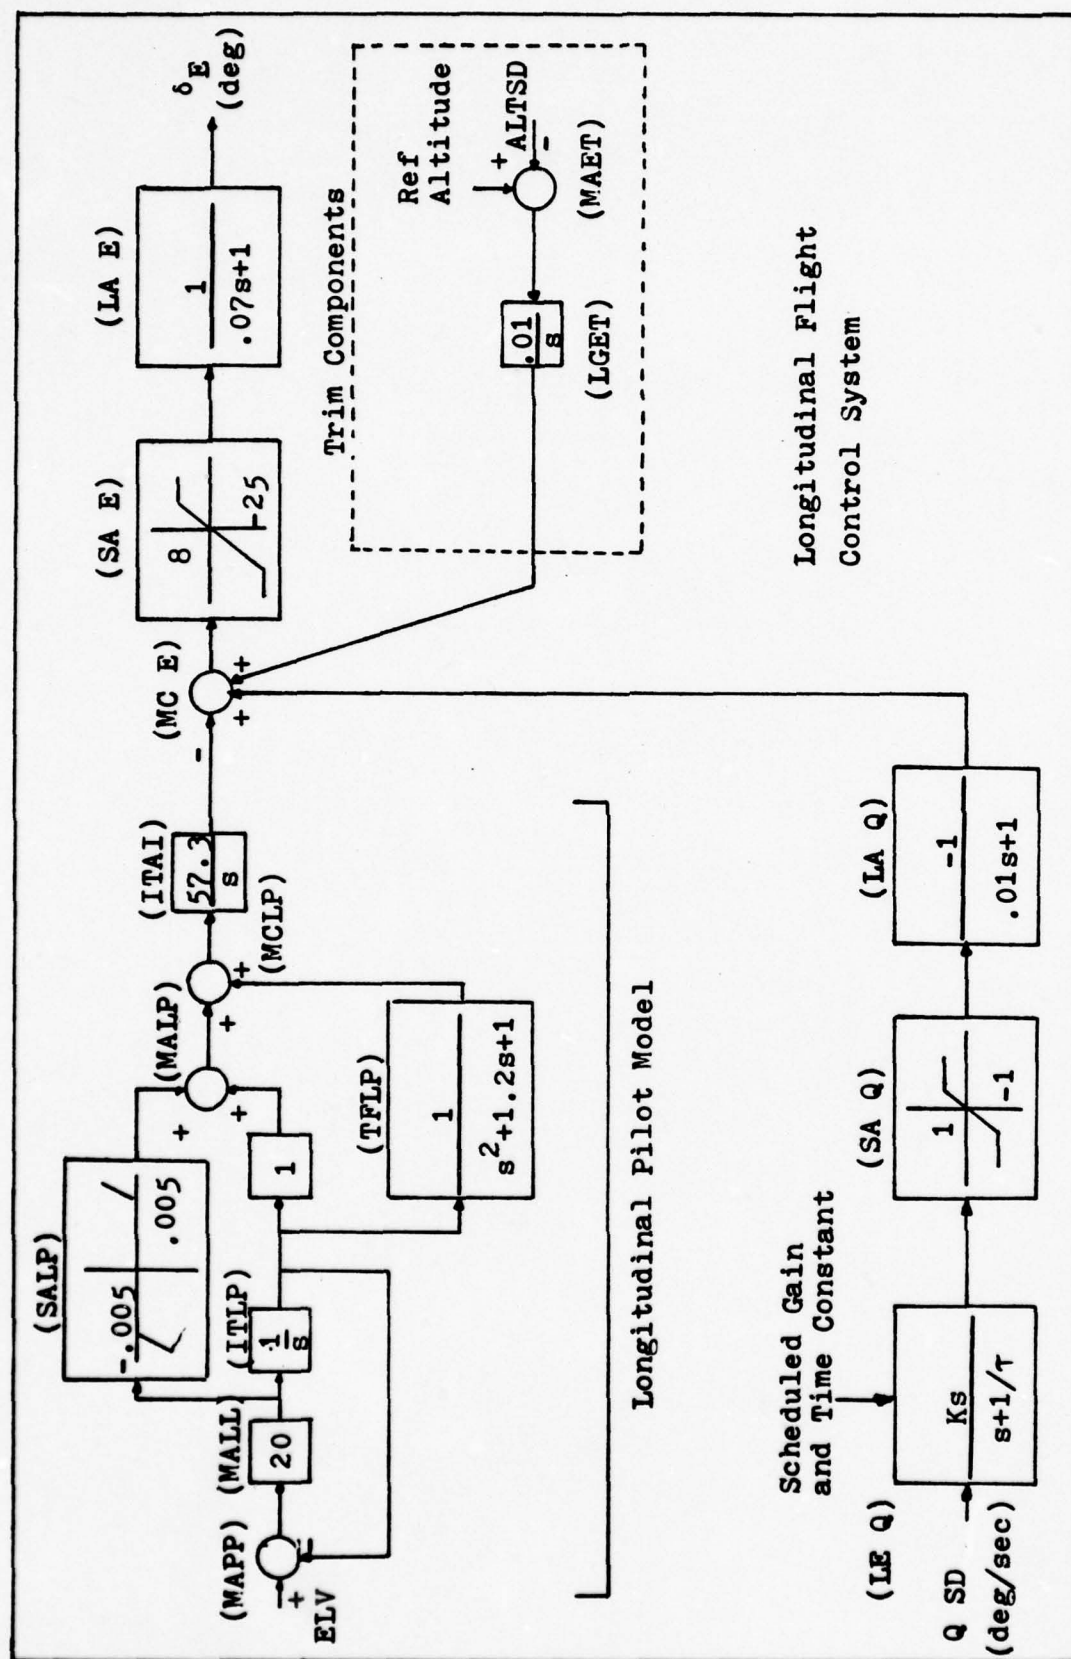 (SALP)
-.005
.005
(MAPP)
(MALL)
(ITLP)
(MALP)
(ITAI)
(MC E)
(SA E)
(LA E)
+
ELV
-
20
1
s
1
+
+
+
+
(MCLP)
57.3
s
-
+
+
8
-25
1
.07s+1
δE
(deg)
(TFLP)
1
s2+1.2s+1
Longitudinal Pilot Model
Trim Components
.01
s
(LGET)
Ref
Altitude
+
ALTSD
-
(MAET)
Scheduled Gain
and Time Constant
(LE Q)
Q SD
(deg/sec)
Ks
s+1/τ
(SA Q)
1
-1
(LA Q)
-1
.01s+1
Longitudinal Flight
Control System